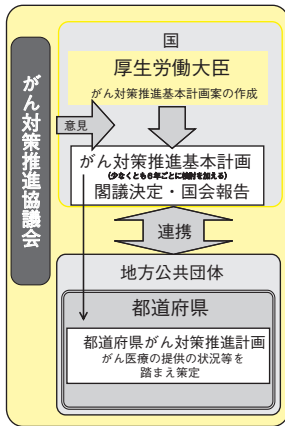 がん対策推進協議会
国
厚生労働大臣
がん対策推進基本計画案の作成
意見
がん対策推進基本計画
(少なくとも6年ごとに検討を加える)
閣議決定・国会報告
連携
地方公共団体
都道府県
都道府県がん対策推進計画
がん医療の提供の状況等を
踏まえ策定